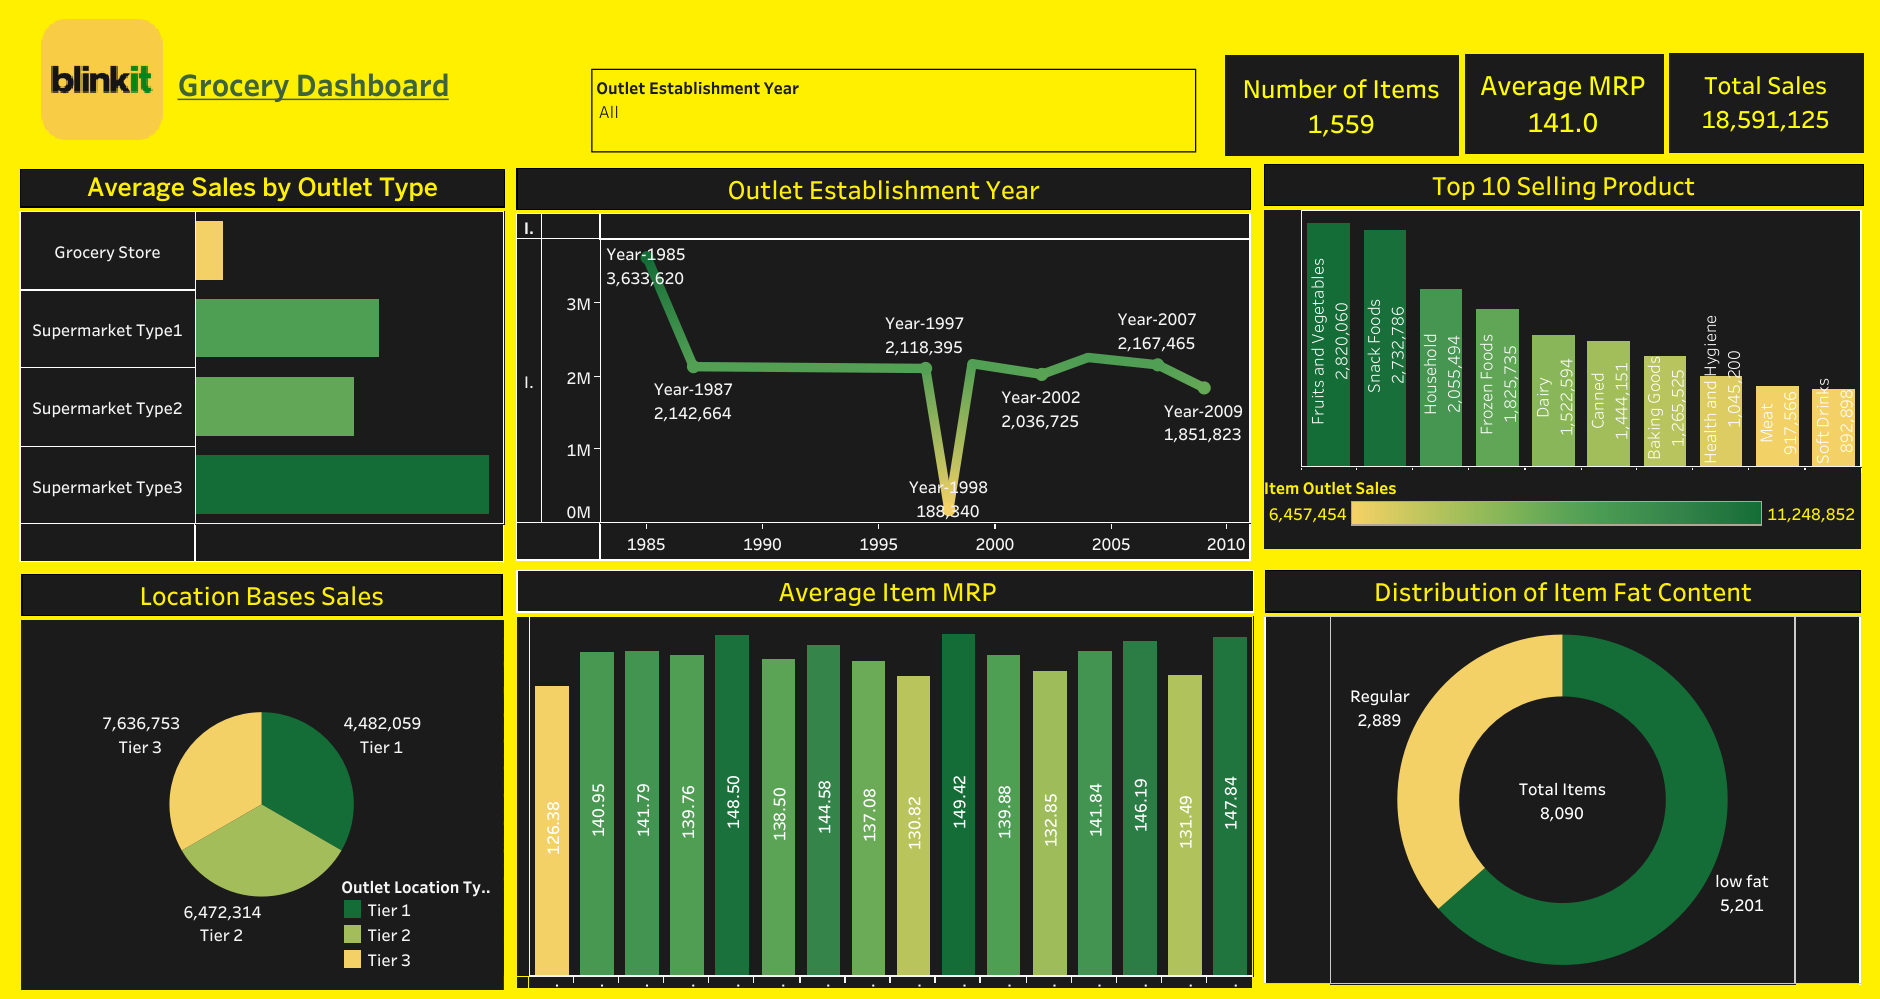 blinkit
Grocery Dashboard
Outlet Establishment Year
All
Number of Items
1,559
Average MRP
141.0
Total Sales
18,591,125
Average Sales by Outlet Type
Grocery Store
Supermarket Type1
Supermarket Type2
Supermarket Type3
Outlet Establishment Year
I.
I.
3M
2M
1M
0M
Year-1985
3,633,620
Year-1987
2,142,664
Year-1997
2,118,395
Year-1998
188,340
Year-2002
2,036,725
Year-2007
2,167,465
Year-2009
1,851,823
1985
1990
1995
2000
2005
2010
Top 10 Selling Product
Fruits and Vegetables
2,820,060
Snack Foods
2,732,786
Household
2,055,494
Frozen Foods
1,825,735
Dairy
1,522,594
Canned
1,444,151
Baking Goods
1,265,525
Health and Hygiene
1,045,200
Meat
917,566
Soft Drinks
892,898
Item Outlet Sales
6,457,454
11,248,852
Location Bases Sales
7,636,753
Tier 3
4,482,059
Tier 1
6,472,314
Tier 2
Outlet Location Ty..
Tier 1
Tier 2
Tier 3
Average Item MRP
126.38
140.95
141.79
139.76
148.50
138.50
144.58
137.08
130.82
149.42
139.88
132.85
141.84
146.19
131.49
147.84
Distribution of Item Fat Content
Regular
2,889
Total Items
8,090
low fat
5,201